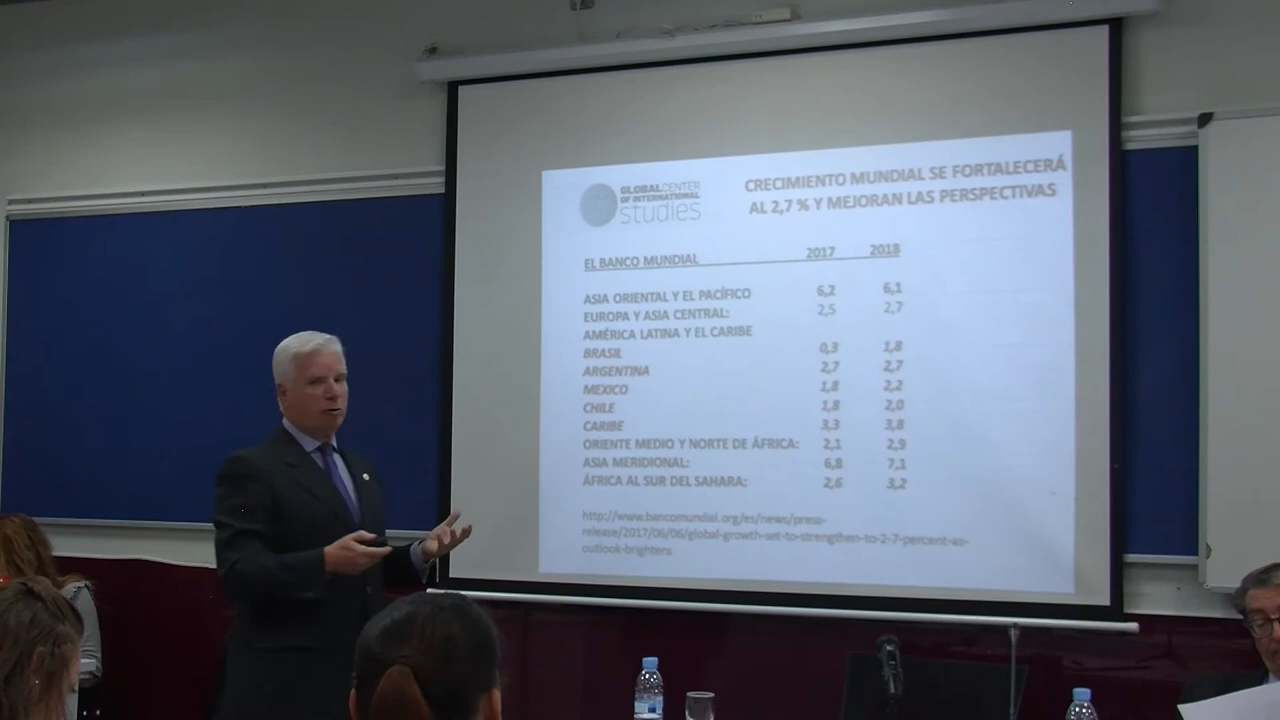 GLOBALCENTER
OF INTERNATIONAL
studies
CRECIMIENTO MUNDIAL SE FORTALECERÁ
AL 2,7 % Y MEJORAN LAS PERSPECTIVAS
EL BANCO MUNDIAL 2017 2018
ASIA ORIENTAL Y EL PACÍFICO 6,2 6,1
EUROPA Y ASIA CENTRAL: 2,5 2,7
AMÉRICA LATINA Y EL CARIBE
BRASIL 0,3 1,8
ARGENTINA 2,7 2,7
MEXICO 1,8 2,2
CHILE 1,8 2,0
CARIBE 3,3 3,8
ORIENTE MEDIO Y NORTE DE ÁFRICA: 2,1 2,9
ASIA MERIDIONAL: 6,8 7,1
ÁFRICA AL SUR DEL SAHARA: 2,6 3,2
http://www.bancomundial.org/es/news/press-
release/2017/06/06/global-growth-set-to-strengthen-to-2-7-percent-as-
outlook-brightens